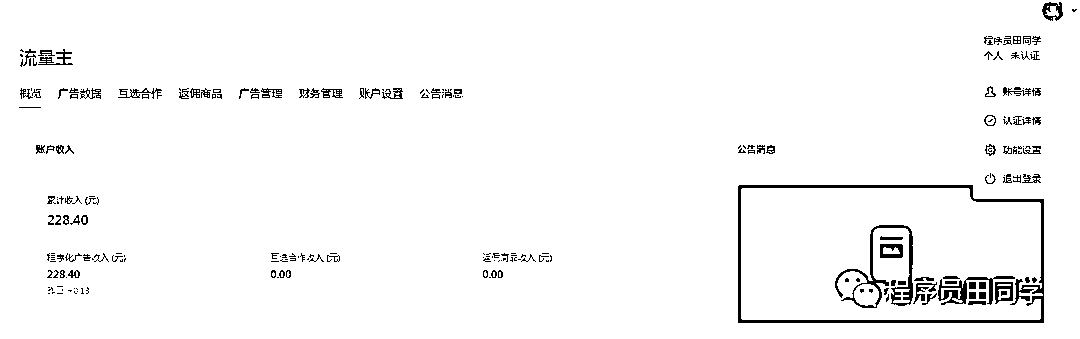 程序员田同学
个人 未认证
流量主
概览 广告数据 互选合作 返佣商品 广告管理 财务管理 账户设置 公告消息
账号详情
认证详情
功能设置
退出登录
账户收入
公告消息
累计收入 (元)
228.40
程序化广告收入 (元) 互选合作收入 (元) 返佣商品收入 (元)
228.40 0.00 0.00
昨日 +0.13
程序员田同学